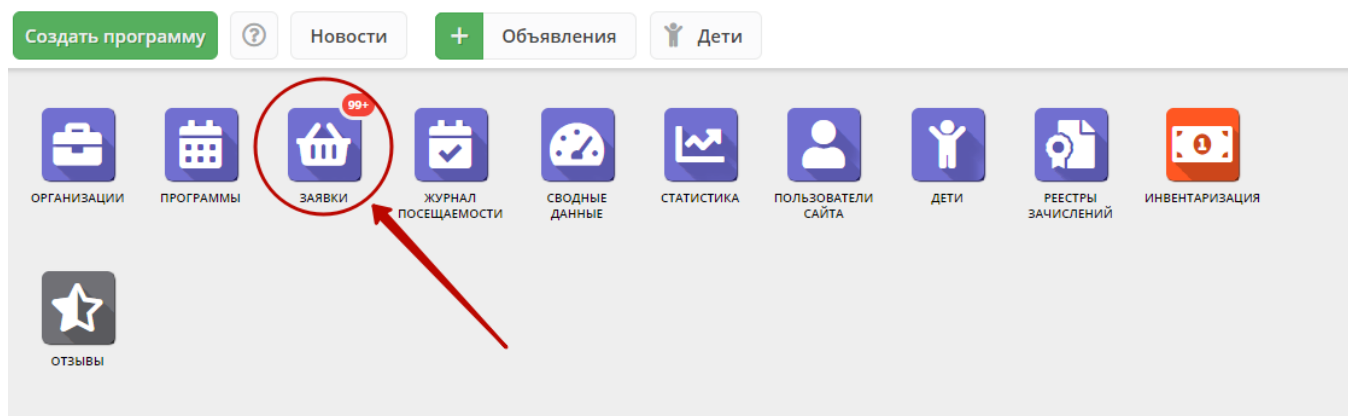 Создать программу
?
Новости
+
Объявления
Дети
99+
ОРГАНИЗАЦИИ
ПРОГРАММЫ
ЗАЯВКИ
ЖУРНАЛ
ПОСЕЩАЕМОСТИ
СВОДНЫЕ
ДАННЫЕ
СТАТИСТИКА
ПОЛЬЗОВАТЕЛИ
САЙТА
ДЕТИ
РЕЕСТРЫ
ЗАЧИСЛЕНИЙ
1
ИНВЕНТАРИЗАЦИЯ
ОТЗЫВЫ